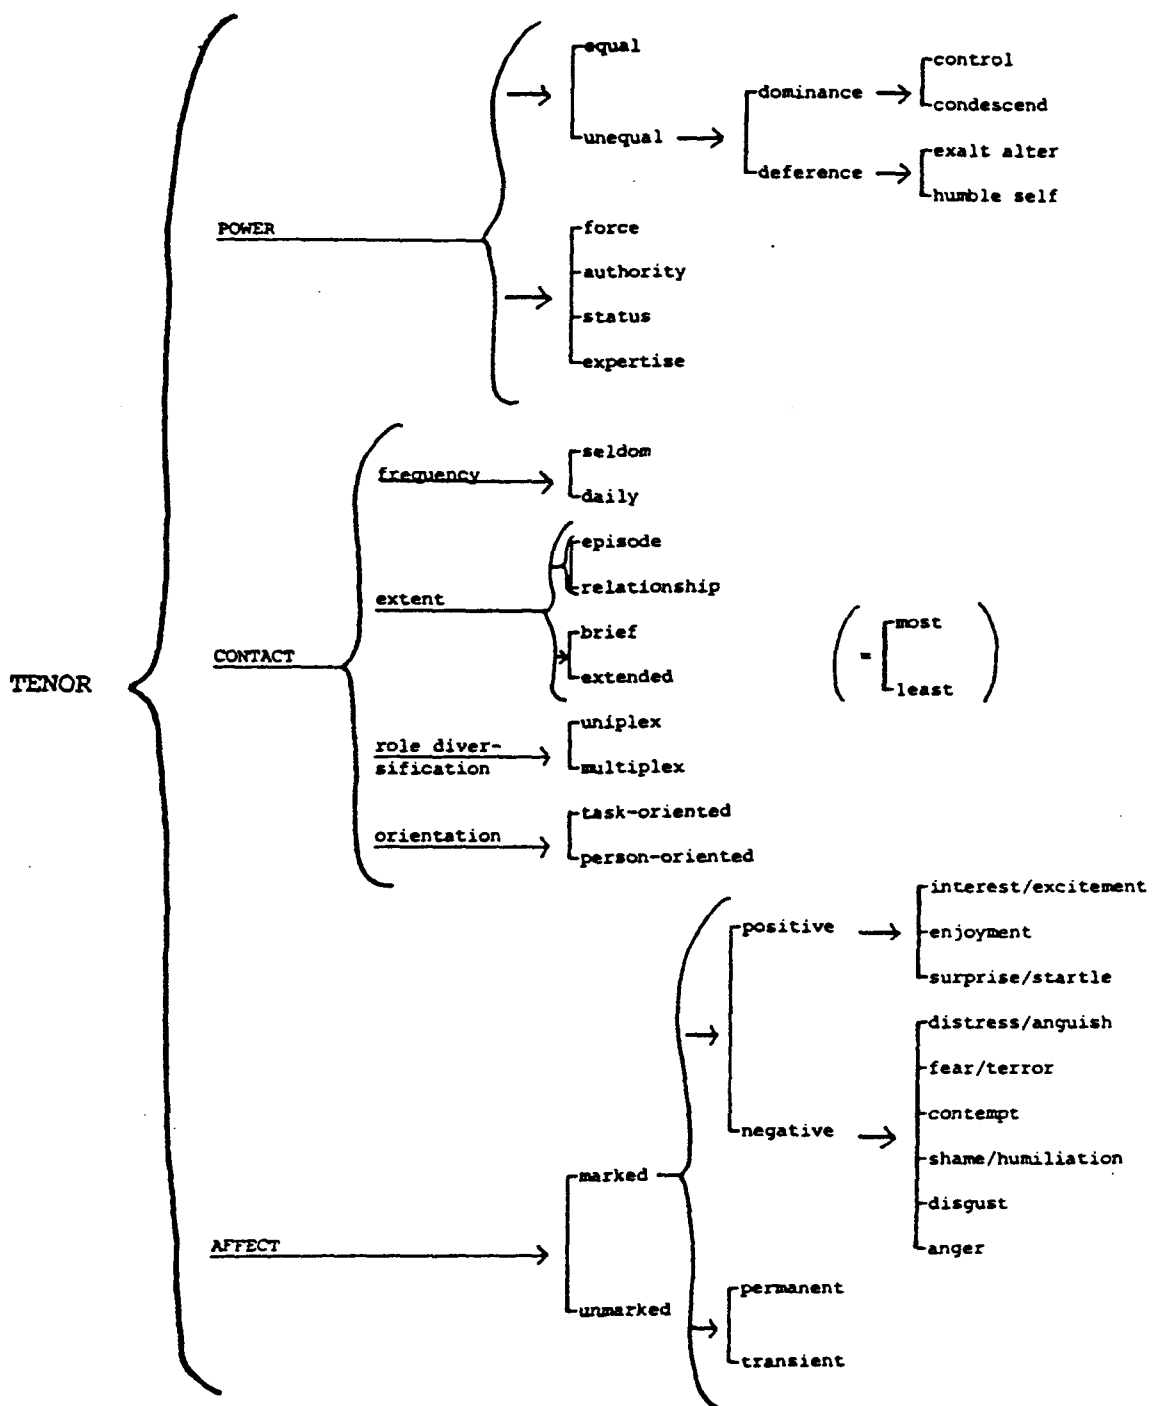 equal
control
dominance
condescend
unequal
exalt alter
deference
humble self
POWER
force
authority
status
expertise
seldom
frequency
daily
episode
relationship
extent
brief
extended
( = most
least )
CONTACT
TENOR
uniplex
role diver-
sification
multiplex
task-oriented
orientation
person-oriented
interest/excitement
positive
enjoyment
surprise/startle
distress/anguish
fear/terror
contempt
negative
shame/humiliation
marked
disgust
anger
AFFECT
permanent
unmarked
transient